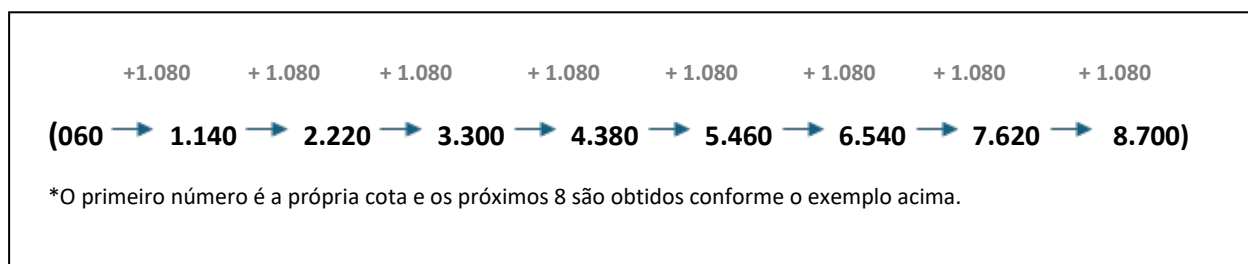 +1.080 + 1.080 + 1.080 + 1.080 + 1.080 + 1.080 + 1.080 + 1.080
(060 1.140 2.220 3.300 4.380 5.460 6.540 7.620 8.700)
*O primeiro número é a própria cota e os próximos 8 são obtidos conforme o exemplo acima.